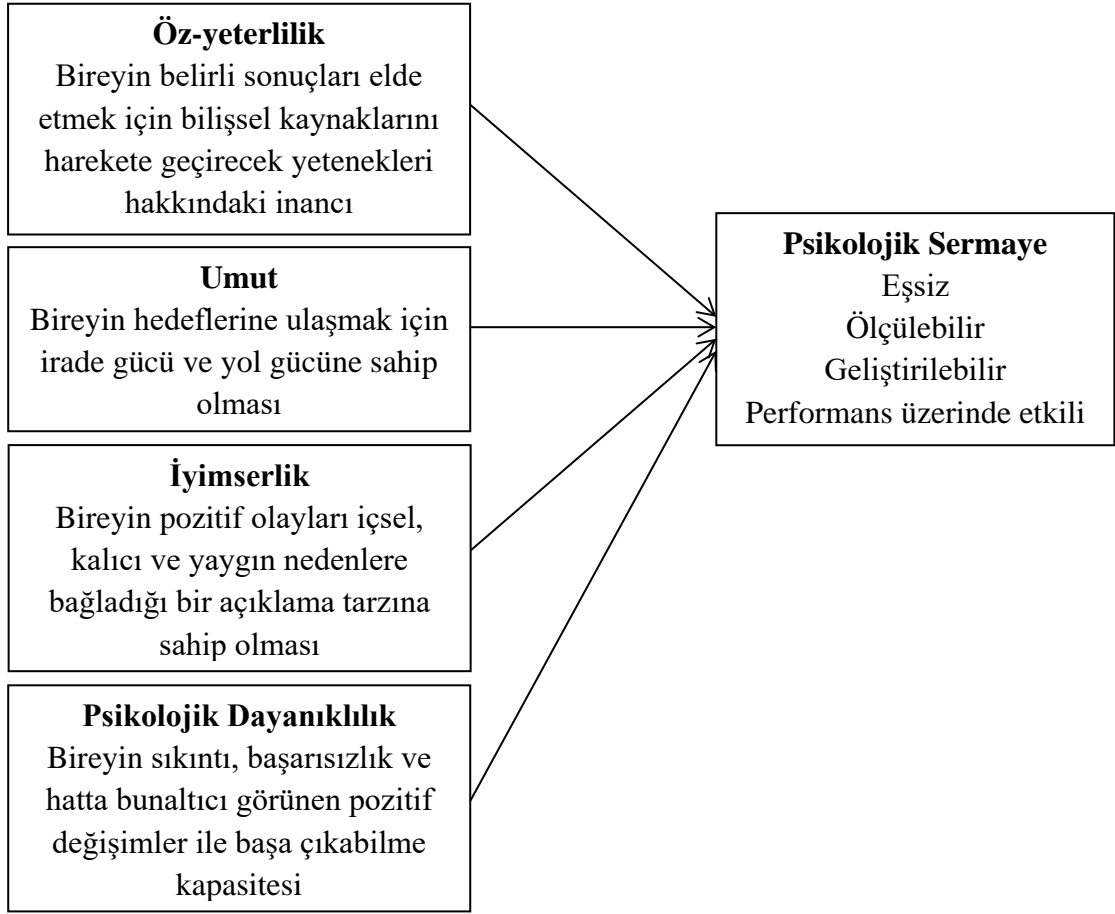 Öz-yeterlilik
Bireyin belirli sonuçları elde
etmek için bilişsel kaynaklarını
harekete geçirecek yetenekleri
hakkındaki inancı
Umut
Bireyin hedeflerine ulaşmak için
irade gücü ve yol gücüne sahip
olması
İyimserlik
Bireyin pozitif olayları içsel,
kalıcı ve yaygın nedenlere
bağladığı bir açıklama tarzına
sahip olması
Psikolojik Dayanıklılık
Bireyin sıkıntı, başarısızlık ve
hatta bunaltıcı görünen pozitif
değişimler ile başa çıkabilme
kapasitesi
Psikolojik Sermaye
Eşsiz
Ölçülebilir
Geliştirilebilir
Performans üzerinde etkili